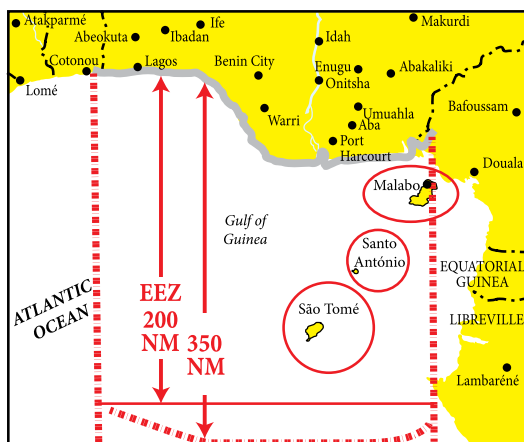 Atakparmé
Ife
Makurdi
Abeokuta
Ibadan
Idah
Cotonou
Lagos
Benin City
Enugu
Onitsha
Abakaliki
Lomé
Warri
Umuahla
Aba
Bafoussam
Port
Harcourt
Douala
Malabo
Gulf of
Guinea
Santo
António
EQUATORIAL
GUINEA
ATLANTIC
OCEAN
EEZ
200
NM
350
NM
São Tomé
LIBREVILLE
Lambaréné